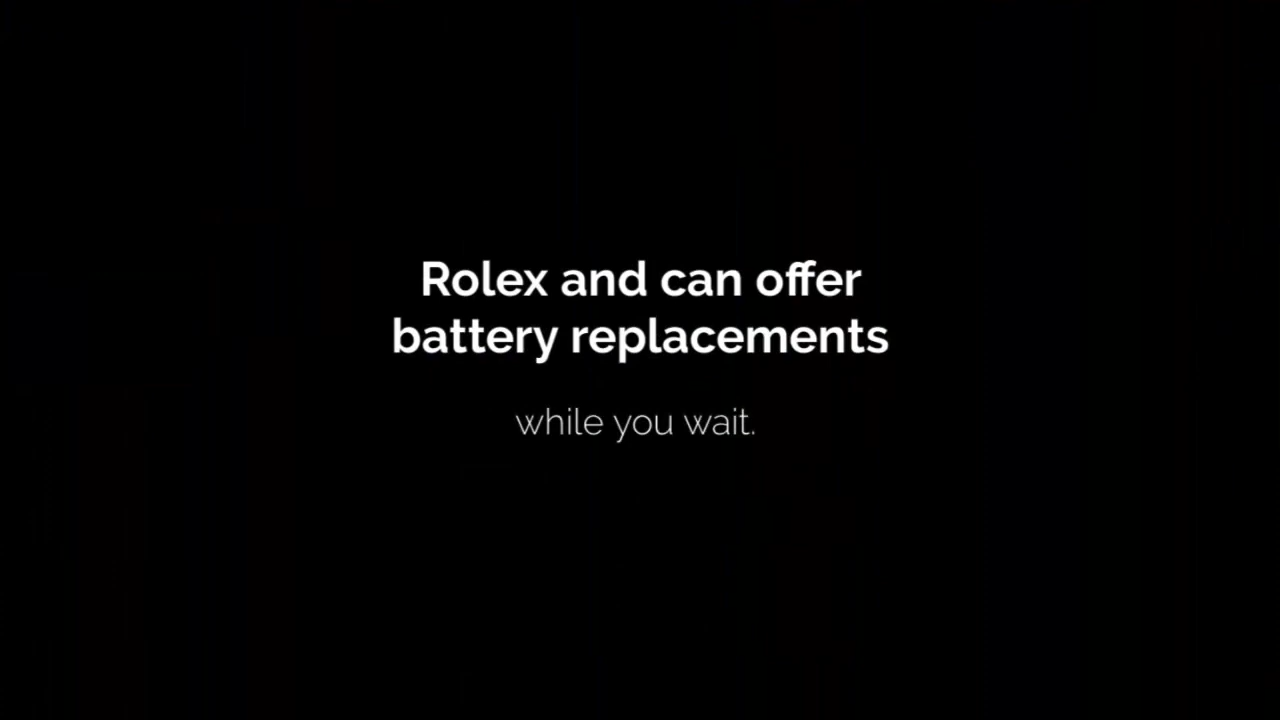 Rolex and can offer
battery replacements
while you wait.